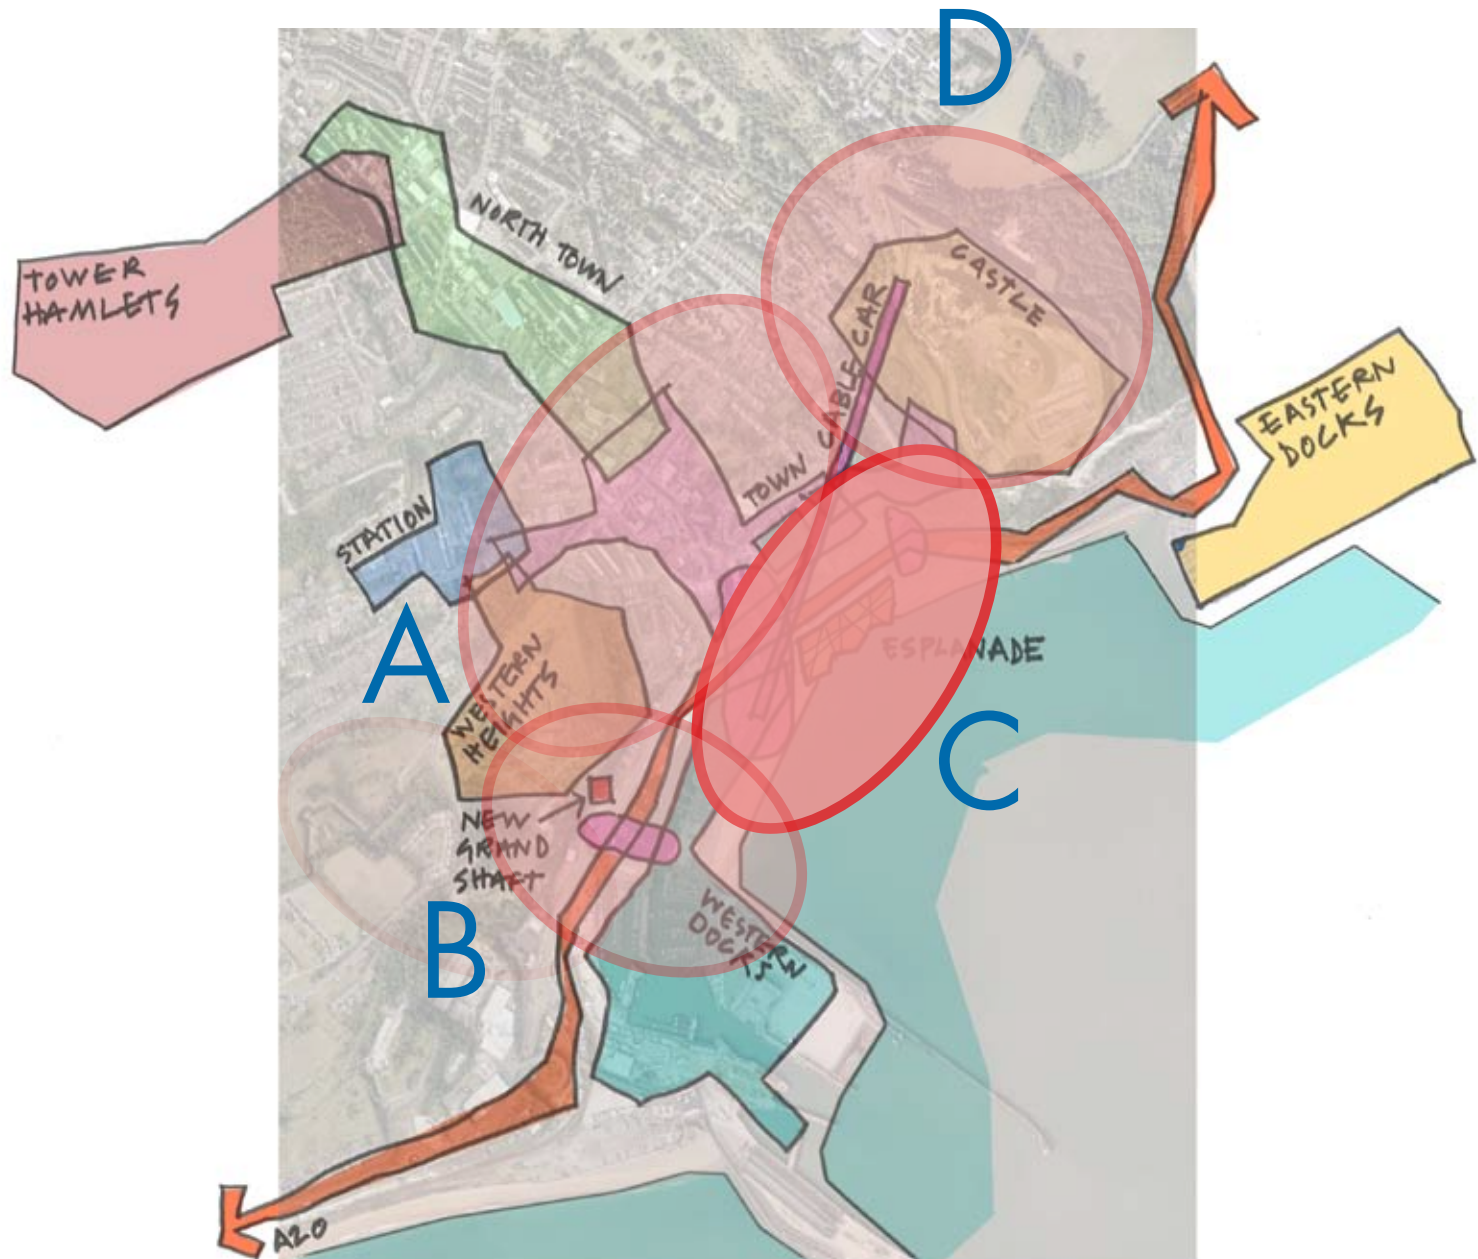 D
NORTH TOWN
TOWER
HAMLETS
CASTLE
CABLE CAR
TOWN
EASTERN
DOCKS
STATION
A
ESPLANADE
WESTERN
HEIGHTS
C
NEW
GRAND
SHAFT
B
WESTERN
DOCKS
A20